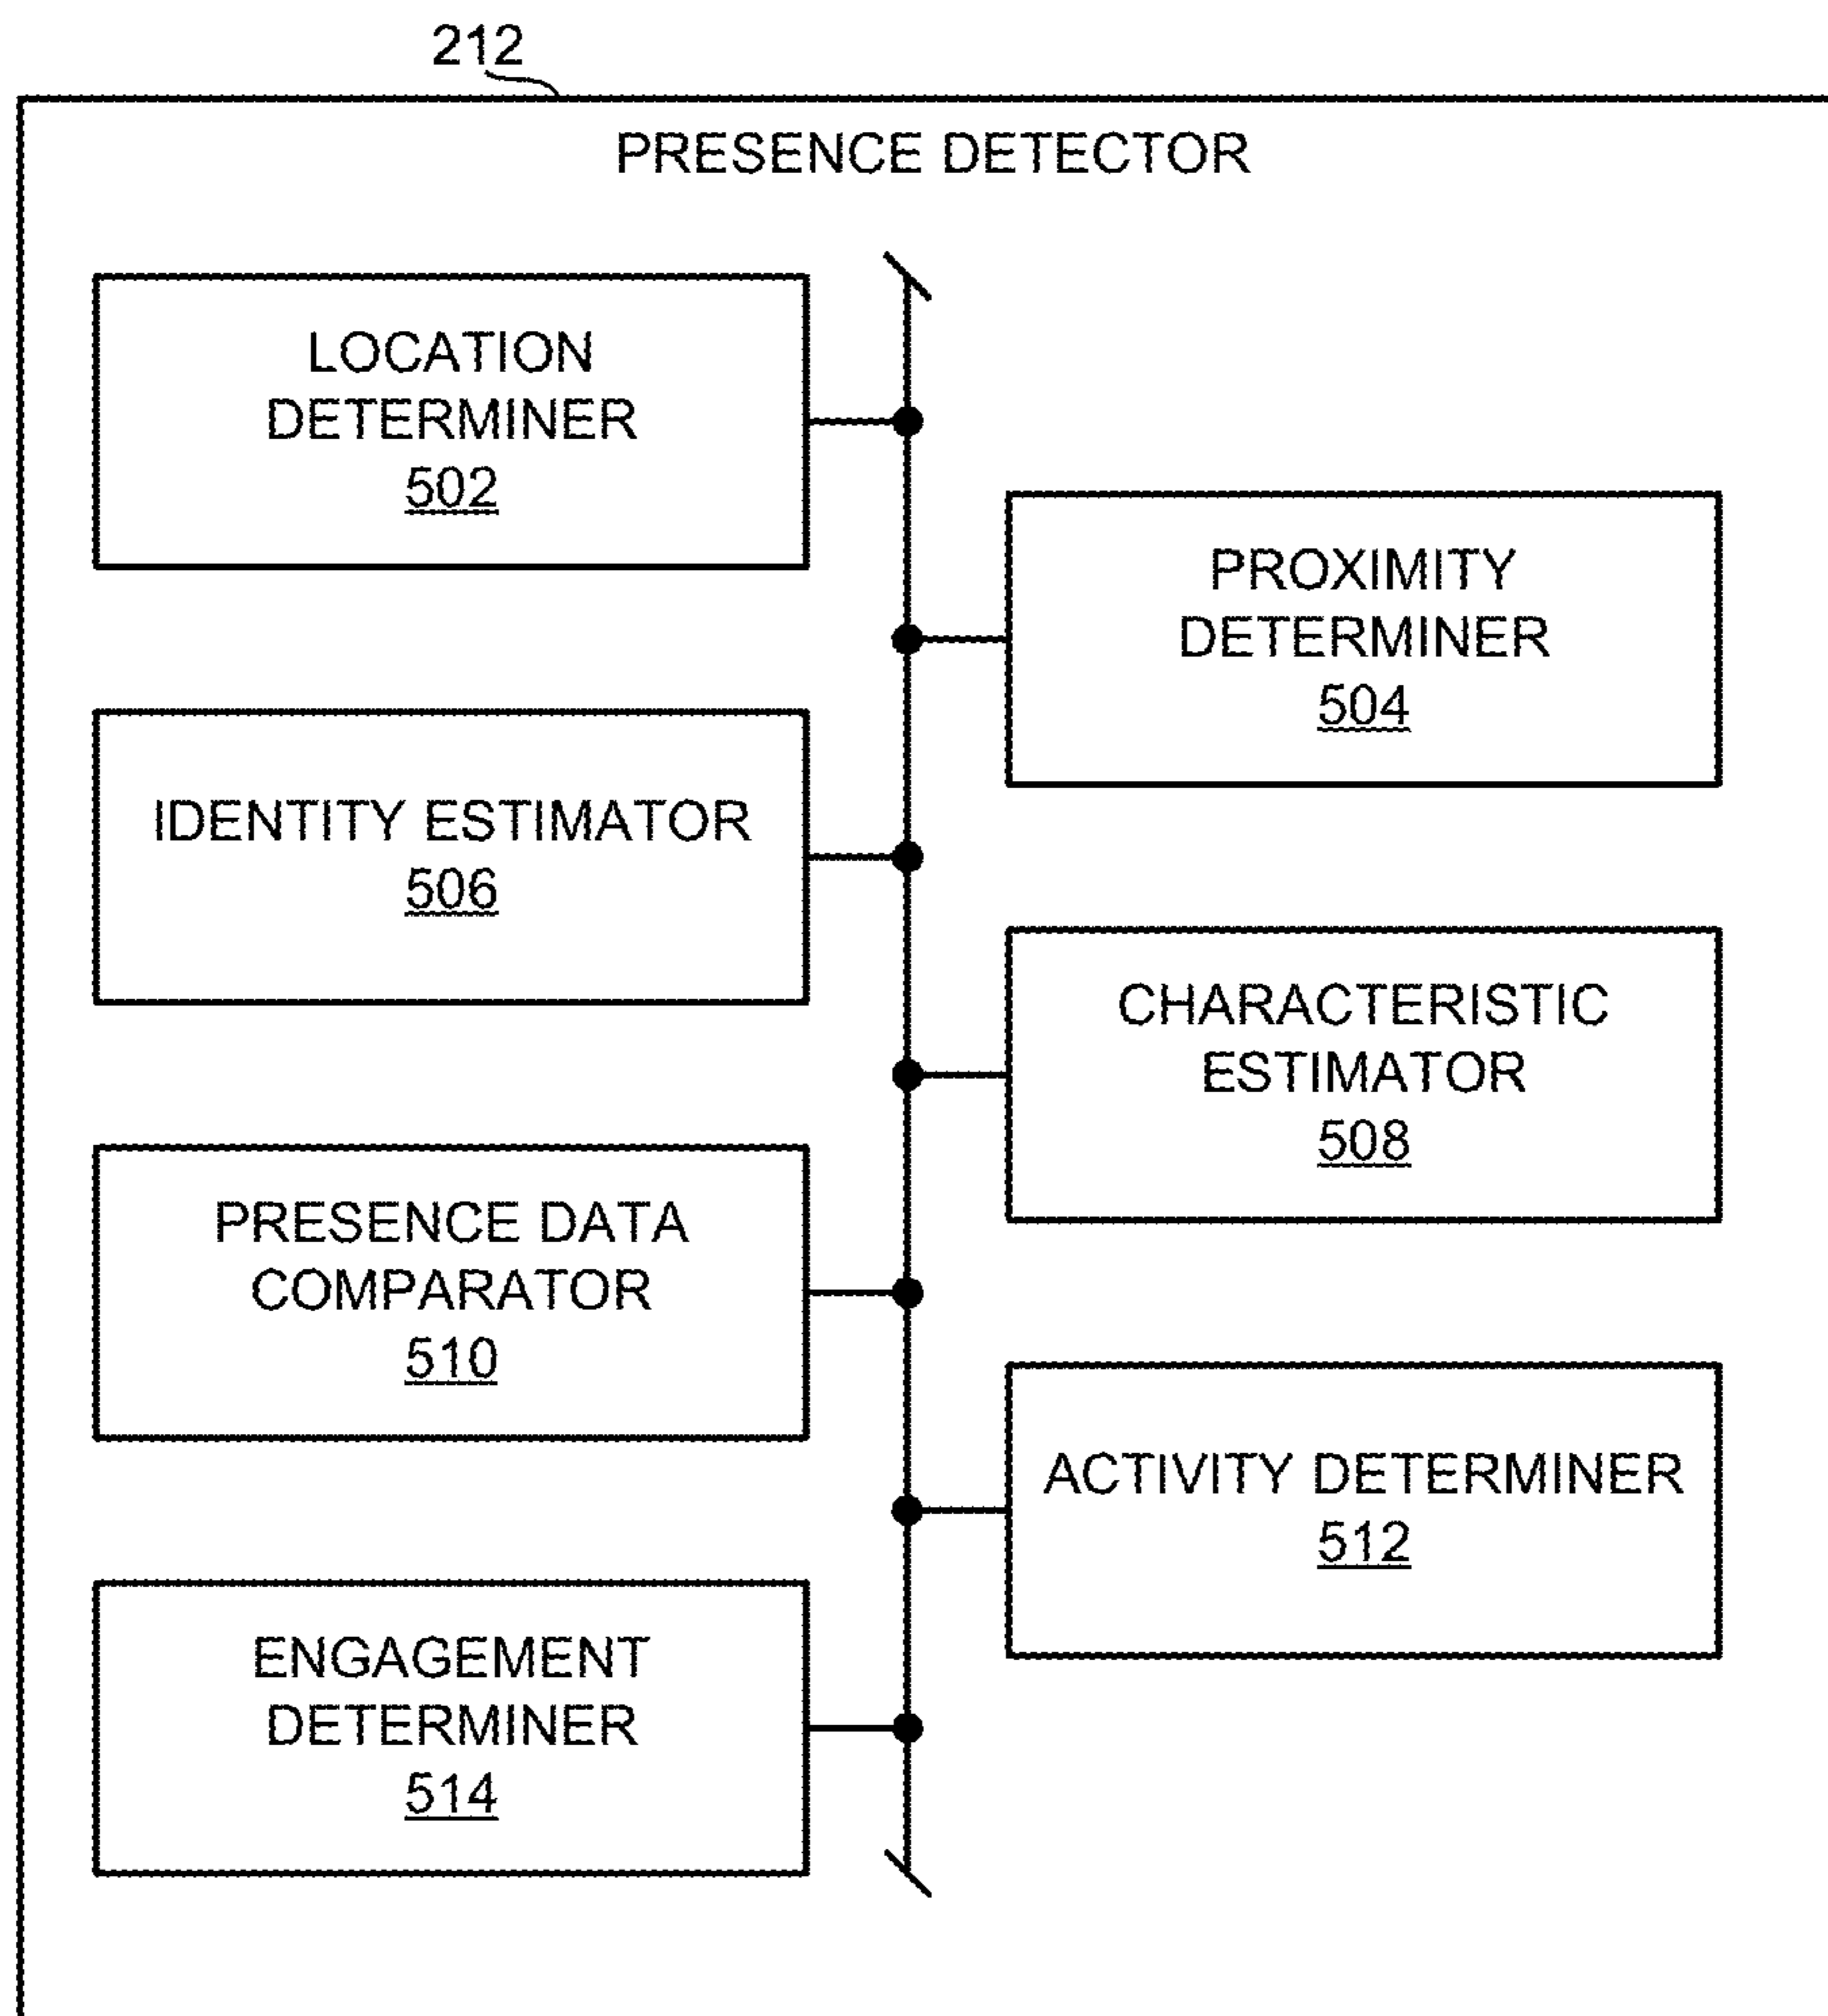 212
PRESENCE DETECTOR
LOCATION
DETERMINER
502
PROXIMITY
DETERMINER
504
IDENTITY ESTIMATOR
506
CHARACTERISTIC
ESTIMATOR
508
PRESENCE DATA
COMPARATOR
510
ACTIVITY DETERMINER
512
ENGAGEMENT
DETERMINER
514